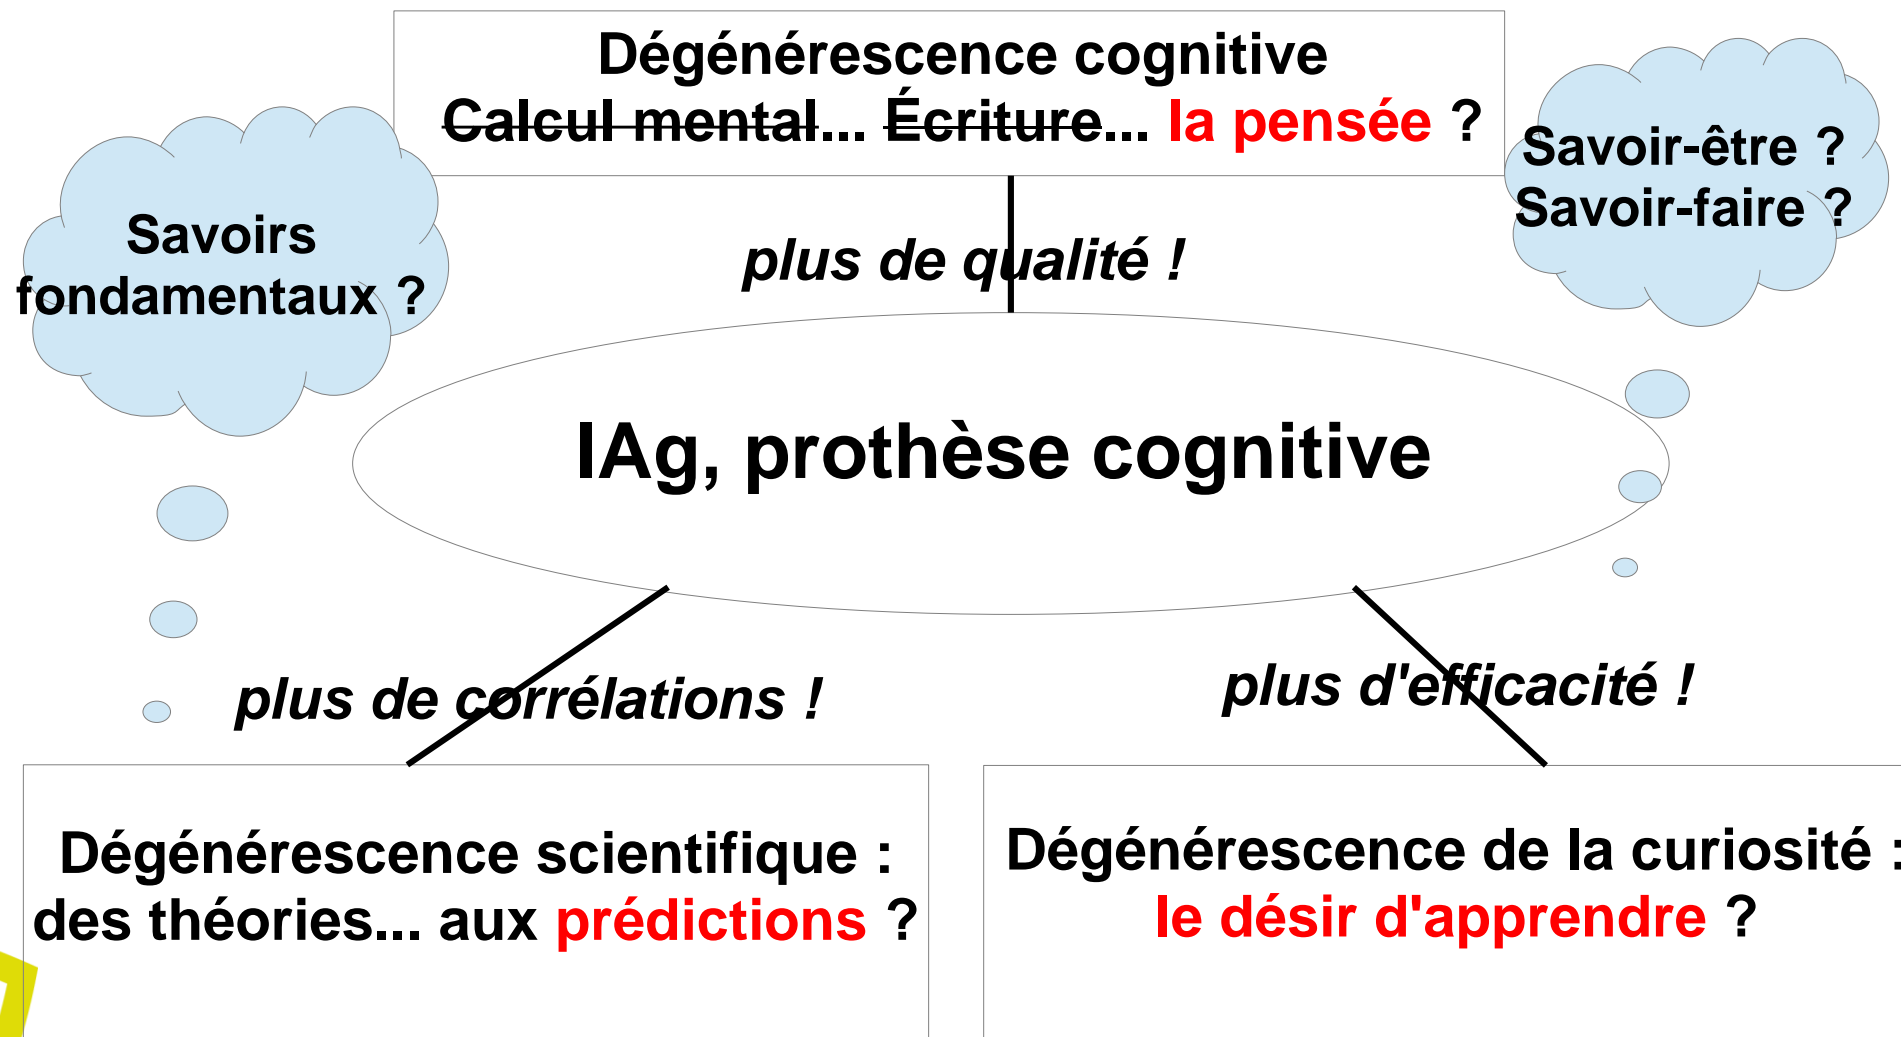 Dégénérescence cognitive
Calcul mental... Écriture... la pensée ?
Savoirs
fondamentaux ?
Savoir-être ?
Savoir-faire ?
plus de qualité !
IAg, prothèse cognitive
plus de corrélations !
plus d'efficacité !
Dégénérescence scientifique :
des théories... aux prédictions ?
Dégénérescence de la curiosité :
le désir d'apprendre ?